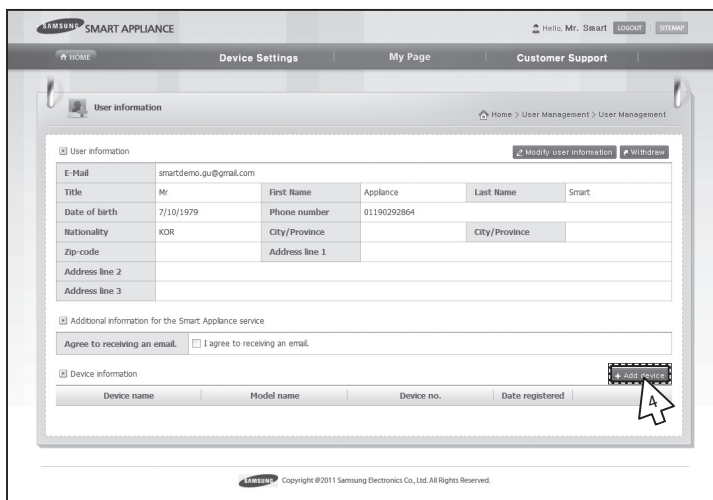 SAMSUNG SMART APPLIANCE Hello, Mr. Smart LOGOUT SITEMAP
HOME Device Settings My Page Customer Support
User information
Home > User Management > User Management
User information Modify user information Withdraw
E-Mail smartdemo.gu@gmail.com
Title Mr First Name Appliance Last Name Smart
Date of birth 7/10/1979 Phone number 01190292864
Nationality KOR City/Province City/Province
Zip-code Address line 1
Address line 2
Address line 3
Additional information for the Smart Appliance service
Agree to receiving an email. I agree to receiving an email.
Device information + Add device
Device name Model name Device no. Date registered
4
SAMSUNG Copyright @2011 Samsung Electronics Co., Ltd. All Rights Reserved.